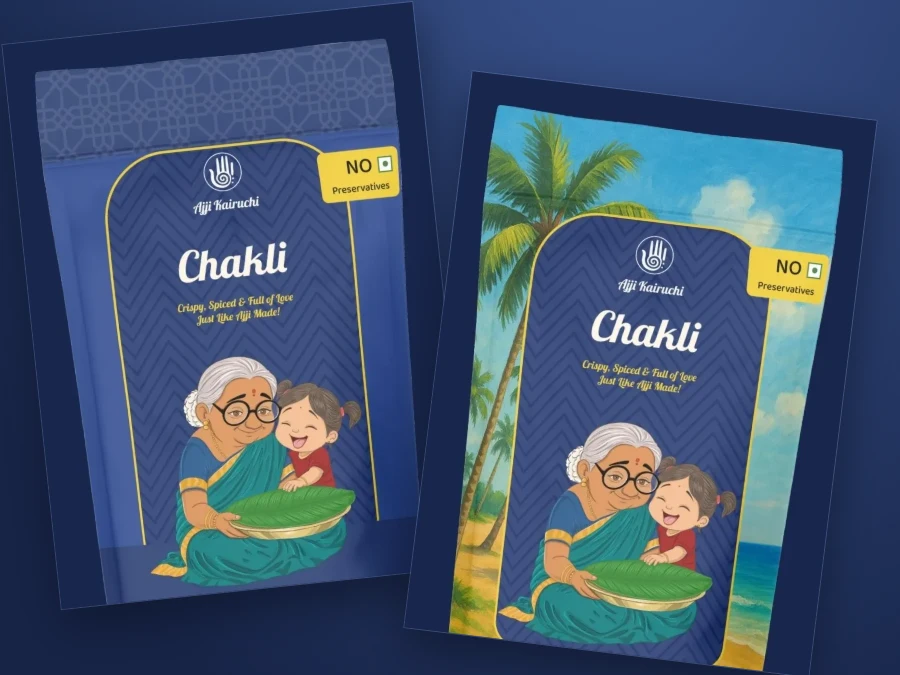 NO
Preservatives
Ajji Kairuchi
Chakli
Crispy, Spiced & Full of Love
Just Like Ajji Made!
NO
Preservatives
Ajji Kairuchi
Chakli
Crispy, Spiced & Full of Love
Just Like Ajji Made!